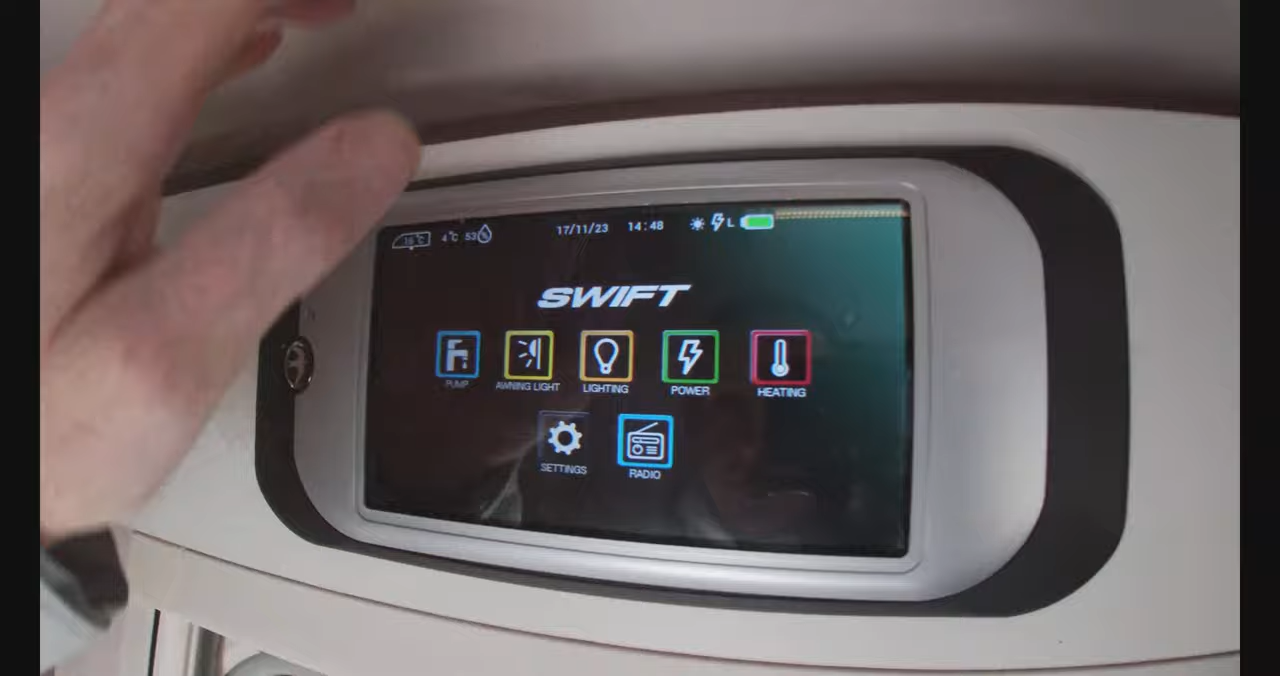 4°C 53% 17/11/23 14:48 L
SWIFT
PUMP AWNING LIGHT LIGHTING POWER HEATING
SETTINGS RADIO